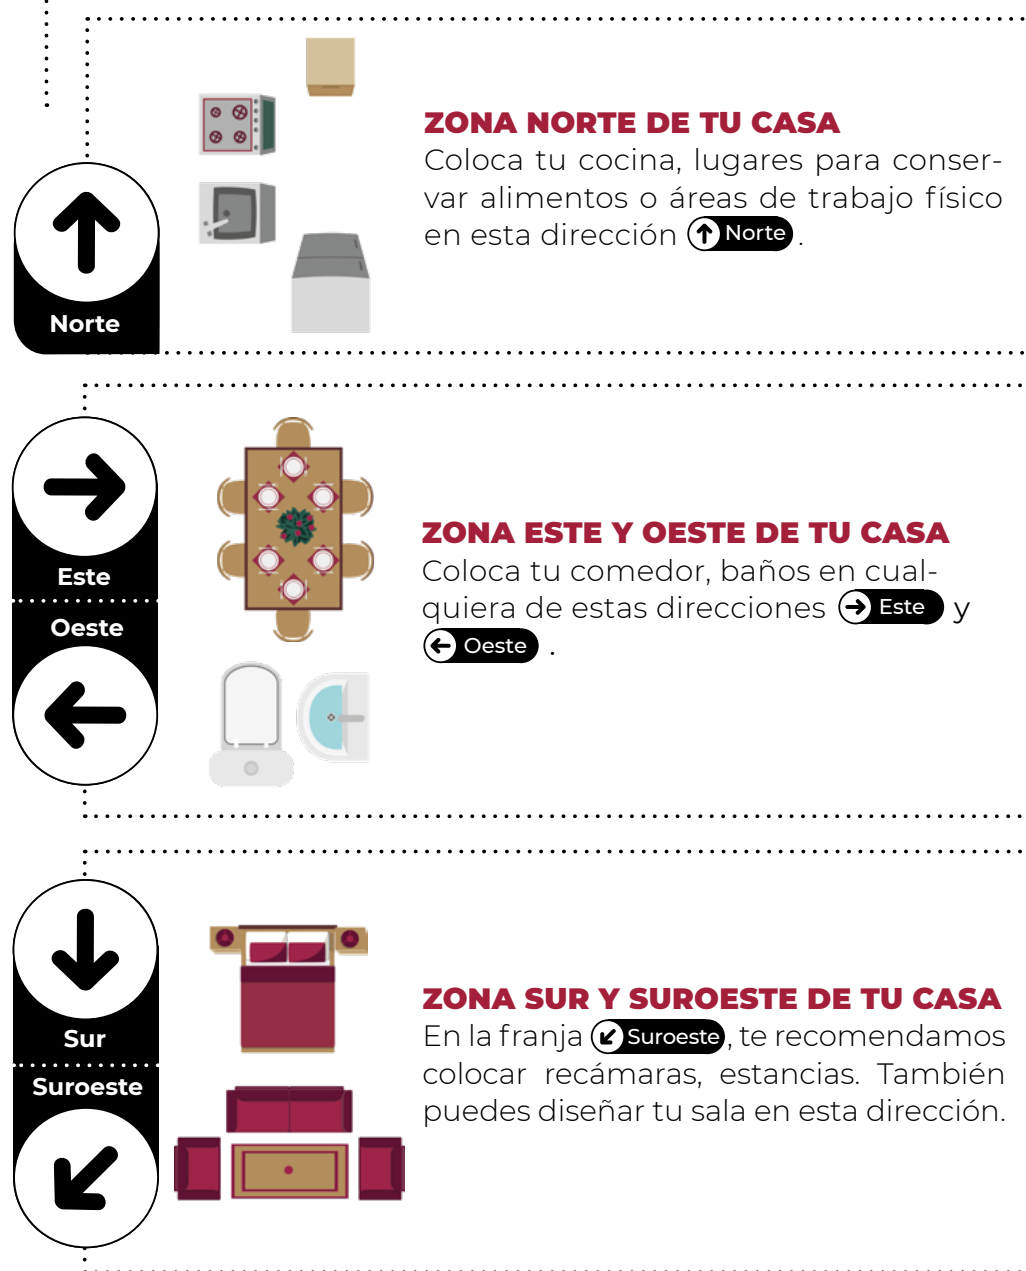 ZONA NORTE DE TU CASA
Coloca tu cocina, lugares para conser-
var alimentos o áreas de trabajo físico
en esta dirección Norte .
Norte
ZONA ESTE Y OESTE DE TU CASA
Coloca tu comedor, baños en cual-
quiera de estas direcciones Este y
Oeste .
Este
Oeste
ZONA SUR Y SUROESTE DE TU CASA
En la franja Suroeste, te recomendamos
colocar recámaras, estancias. También
puedes diseñar tu sala en esta dirección.
Sur
Suroeste